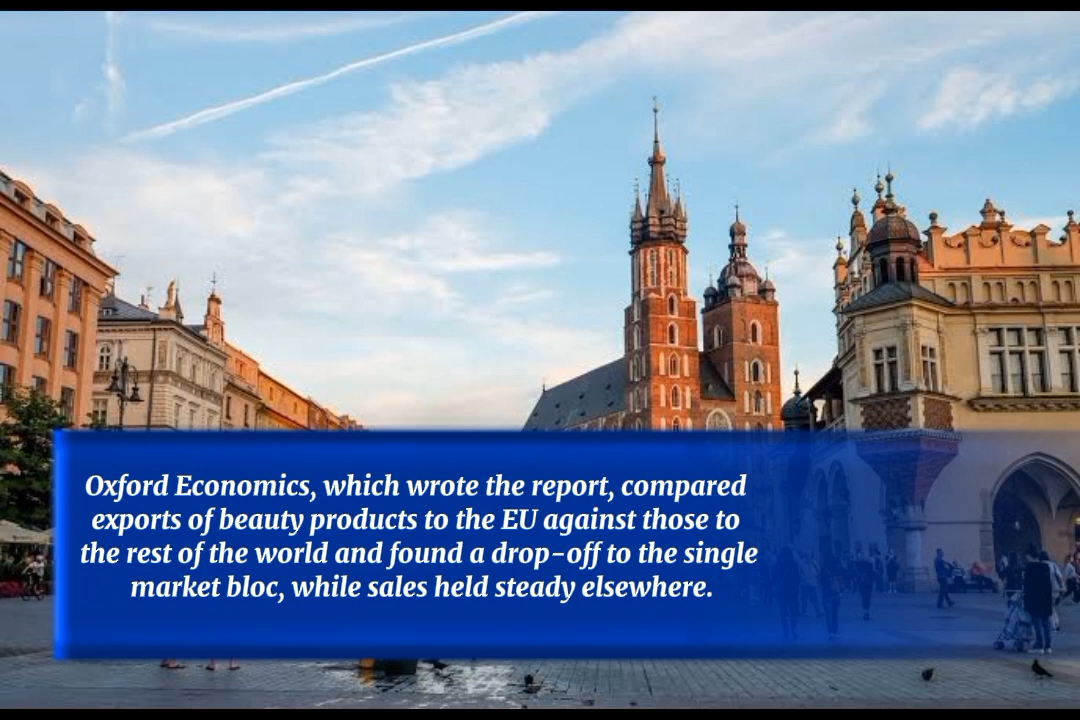 Oxford Economics, which wrote the report, compared
exports of beauty products to the EU against those to
the rest of the world and found a drop-off to the single
market bloc, while sales held steady elsewhere.